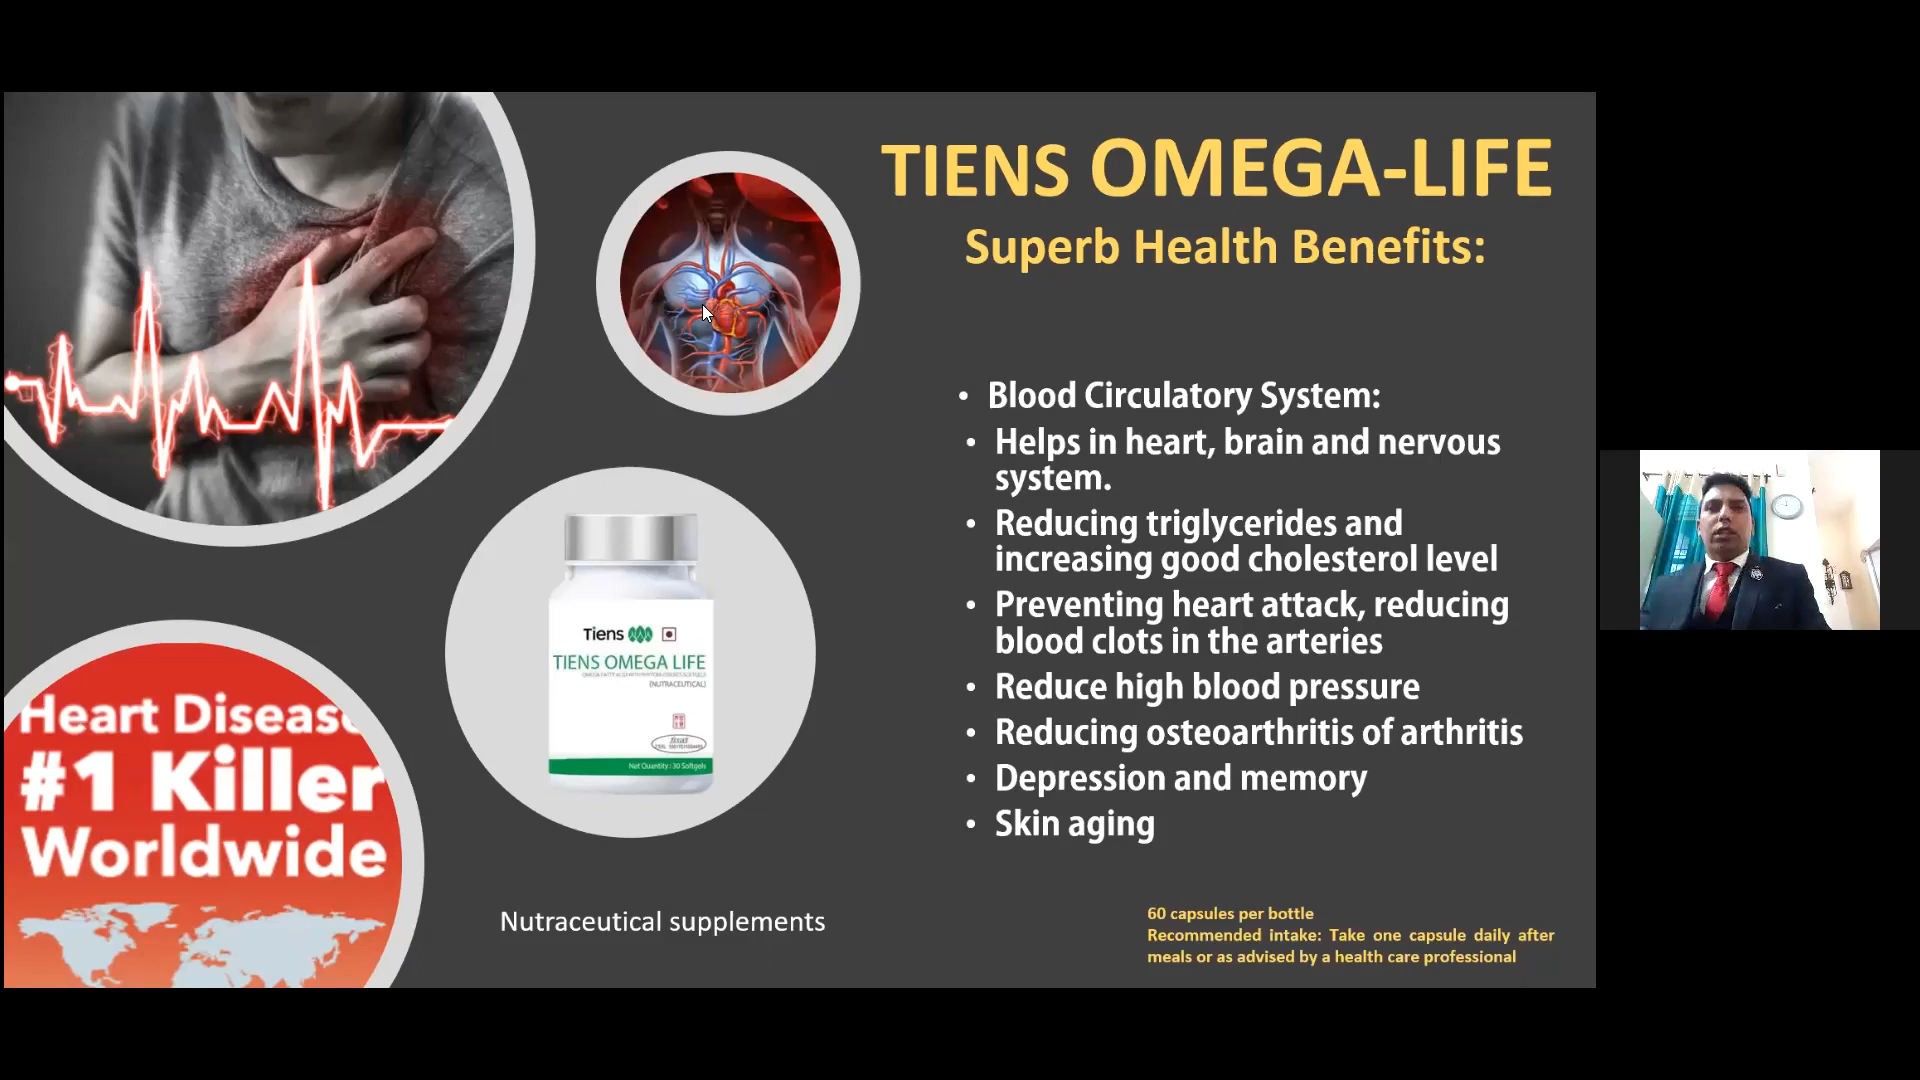 TIENS OMEGA-LIFE
Superb Health Benefits:
• Blood Circulatory System:
• Helps in heart, brain and nervous
system.
• Reducing triglycerides and
increasing good cholesterol level
• Preventing heart attack, reducing
blood clots in the arteries
• Reduce high blood pressure
• Reducing osteoarthritis of arthritis
• Depression and memory
• Skin aging
60 capsules per bottle
Recommended intake: Take one capsule daily after
meals or as advised by a health care professional
Tiens
TIENS OMEGA LIFE
(NUTRACEUTICAL)
Net Quantity: 30 Softgels
Nutraceutical supplements
Heart Disease
#1 Killer
Worldwide